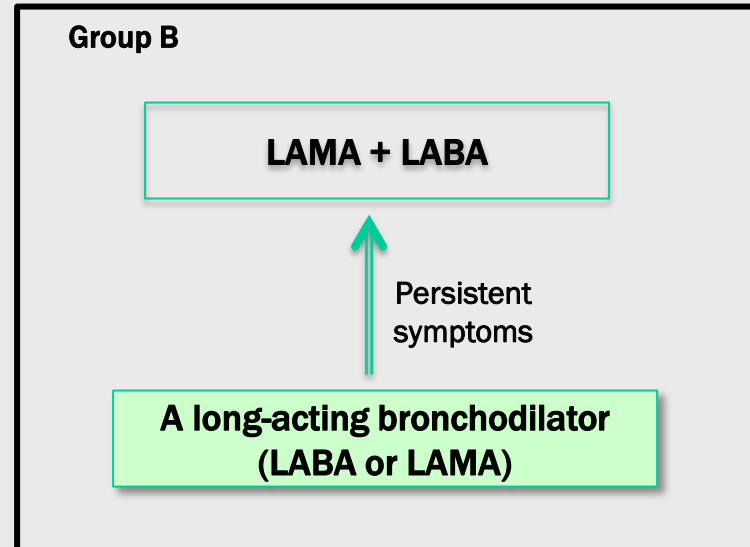 Group B
LAMA + LABA
Persistent
symptoms
A long-acting bronchodilator
(LABA or LAMA)